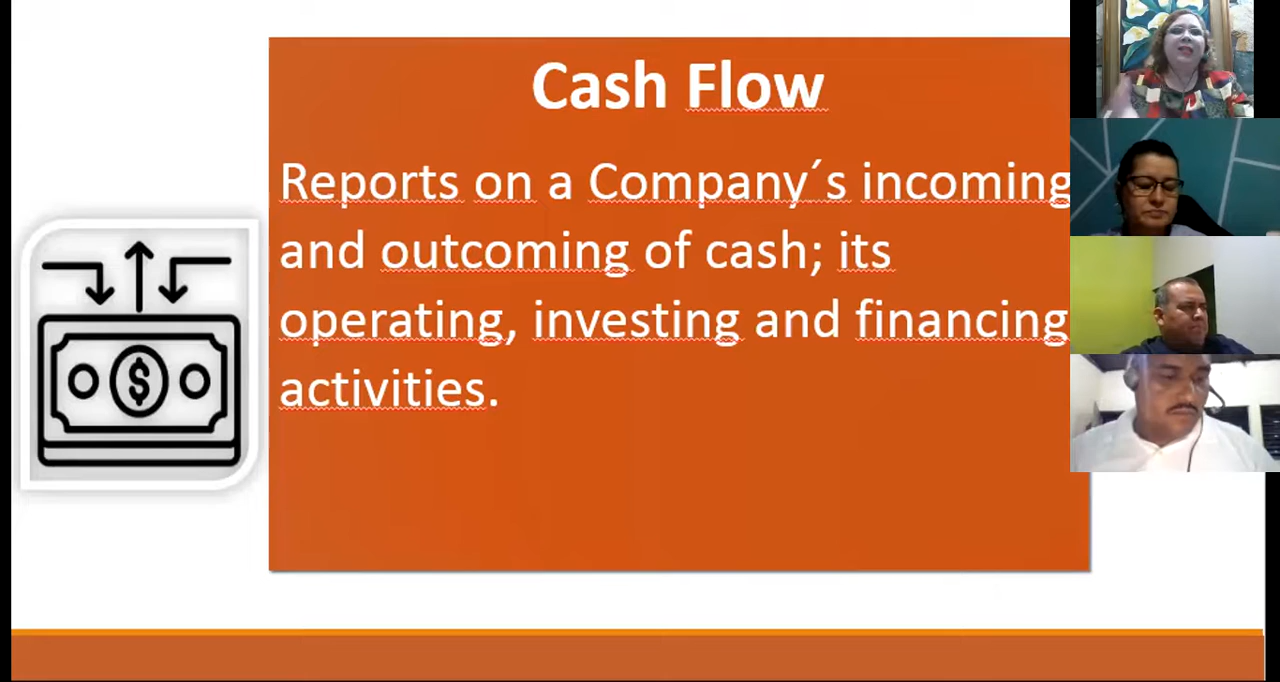 Cash Flow
Reports on a Company´s incoming
and outcoming of cash; its
operating, investing and financing
activities.
$